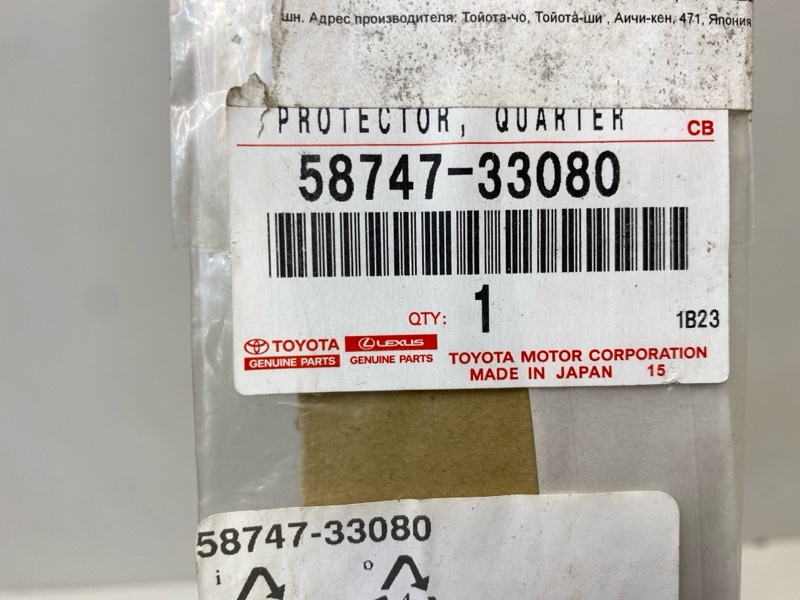 шн. Адрес производителя: Тойота-чо, Тойота-ши , Аичи-кен, 471, Япония
PROTECTOR, QUARTER
CB
58747-33080
QTY: 1
1B23
TOYOTA
GENUINE PARTS
LEXUS
GENUINE PARTS
TOYOTA MOTOR CORPORATION
MADE IN JAPAN 15
58747-33080
i
o
4